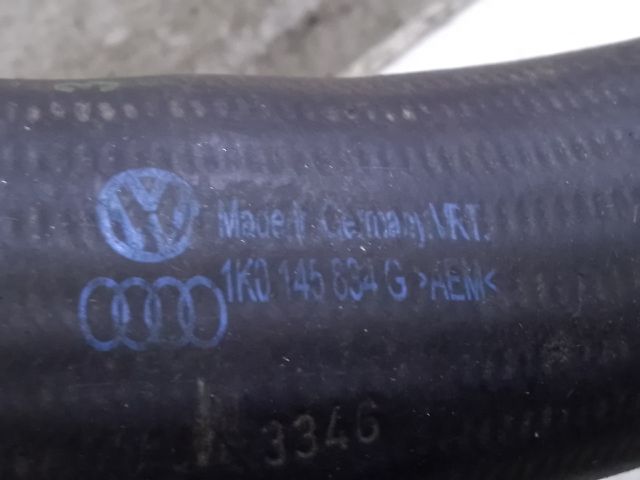 Made in Germany VRT.
1K0 145 834 G >AEM<
3346